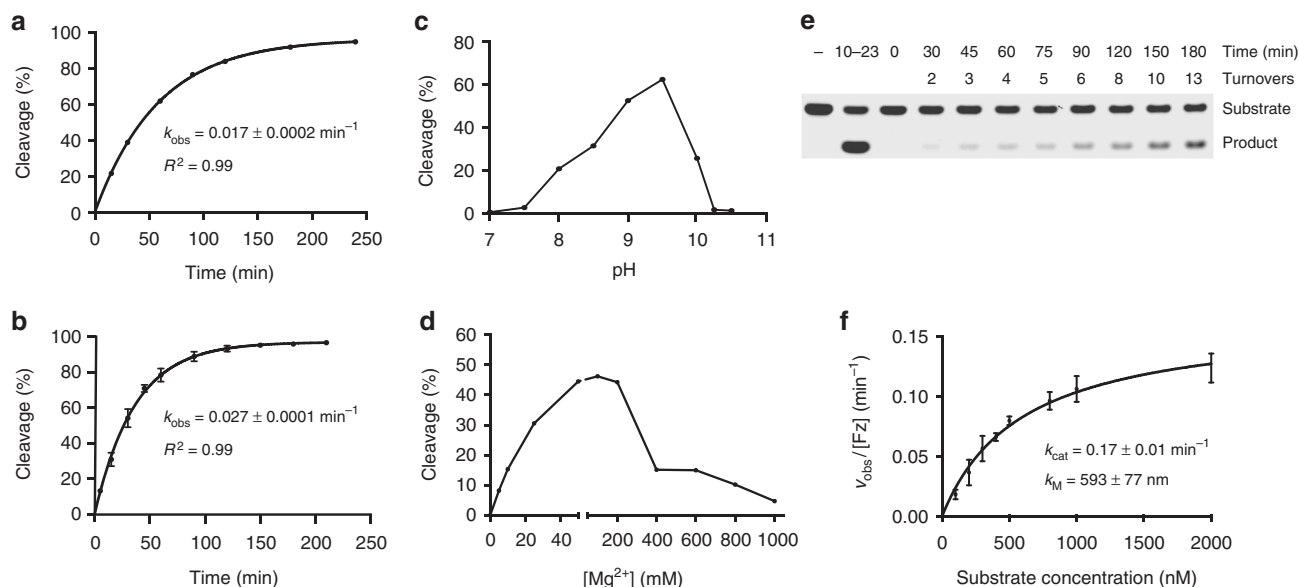 a
100
80
60
40
20
0
Cleavage (%)
k_obs = 0.017 ± 0.0002 min⁻¹
R² = 0.99
0 50 100 150 200 250
Time (min)
b
100
80
60
40
20
0
Cleavage (%)
k_obs = 0.027 ± 0.0001 min⁻¹
R² = 0.99
0 50 100 150 200 250
Time (min)
c
80
60
40
20
0
Cleavage (%)
7 8 9 10 11
pH
d
60
50
40
30
20
10
0
Cleavage (%)
0 20 40 200 400 600 800 1000
[Mg²⁺] (mM)
e
– 10–23 0 30 45 60 75 90 120 150 180 Time (min)
2 3 4 5 6 8 10 13 Turnovers
Substrate
Product
f
0.15
0.10
0.05
0.00
v_obs/[Fz] (min⁻¹)
k_cat = 0.17 ± 0.01 min⁻¹
k_M = 593 ± 77 nm
0 500 1000 1500 2000
Substrate concentration (nM)